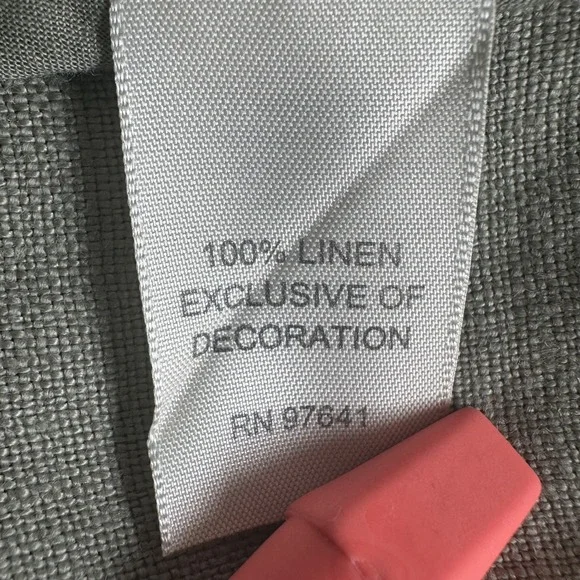 100% LINEN
EXCLUSIVE OF
DECORATION
RN 97641